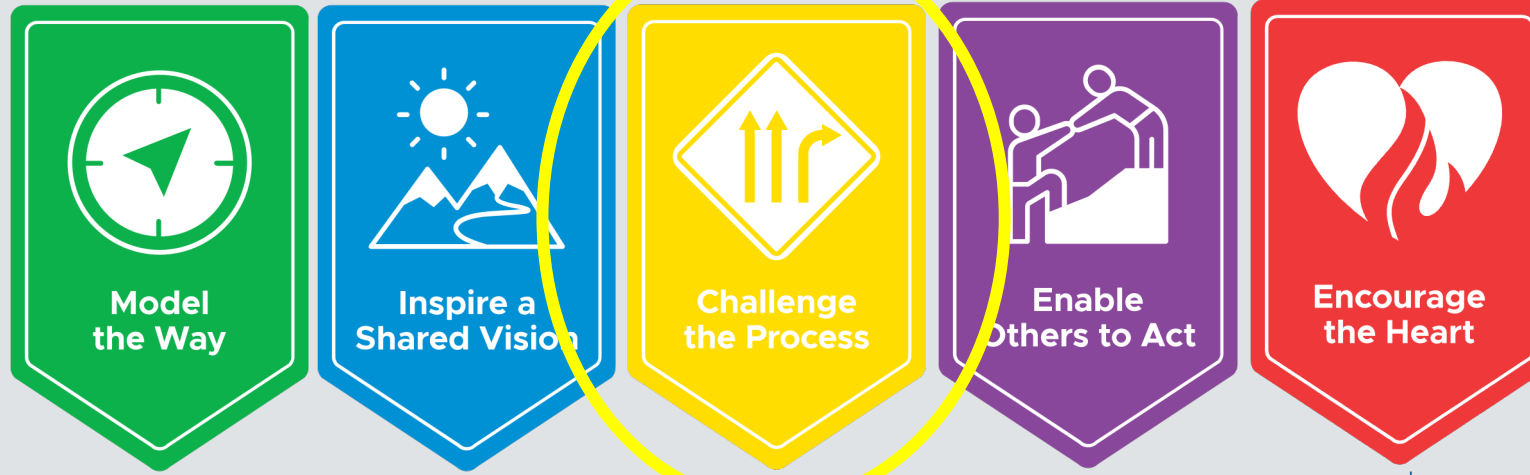 Model
the Way
Inspire a
Shared Vision
Challenge
the Process
Enable
Others to Act
Encourage
the Heart